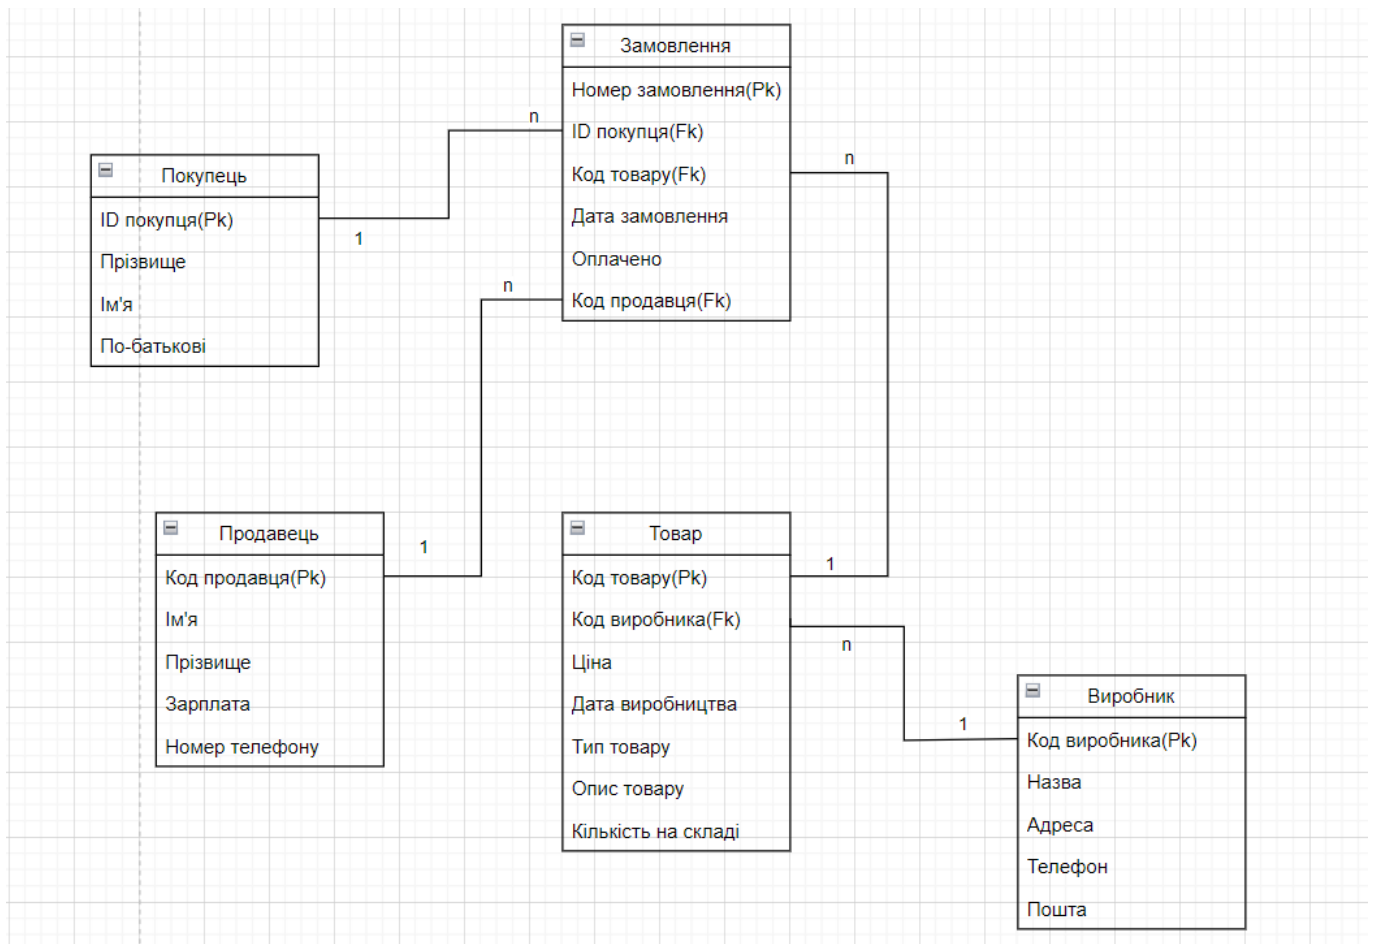 Замовлення
Номер замовлення(Pk)
ID покупця(Fk)
Код товару(Fk)
Дата замовлення
Оплачено
Код продавця(Fk)
n
n
n
Покупець
ID покупця(Pk)
Прізвище
Ім'я
По-батькові
1
Продавець
Код продавця(Pk)
Ім'я
Прізвище
Зарплата
Номер телефону
1
Товар
Код товару(Pk)
Код виробника(Fk)
Ціна
Дата виробництва
Тип товару
Опис товару
Кількість на складі
1
n
1
Виробник
Код виробника(Pk)
Назва
Адреса
Телефон
Пошта